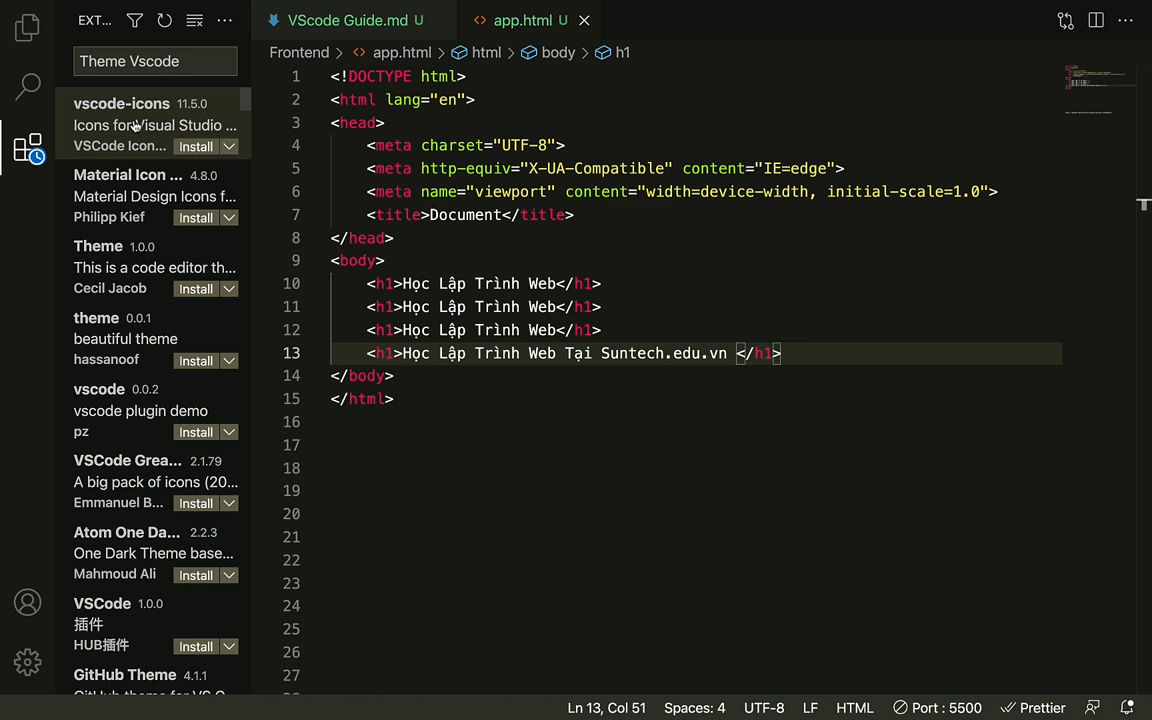 EXT...
Theme Vscode
vscode-icons 11.5.0
Icons for Visual Studio ...
VSCode Icon... Install
Material Icon ... 4.8.0
Material Design Icons f...
Philipp Kief Install
Theme 1.0.0
This is a code editor th...
Cecil Jacob Install
theme 0.0.1
beautiful theme
hassanoof Install
vscode 0.0.2
vscode plugin demo
pz Install
VSCode Grea... 2.1.79
A big pack of icons (20...
Emmanuel B... Install
Atom One Da... 2.2.3
One Dark Theme base...
Mahmoud Ali Install
VSCode 1.0.0
插件
HUB插件 Install
GitHub Theme 4.1.1
GitHub theme for VS C...
VScode Guide.md U
app.html U
Frontend > app.html > html > body > h1
1 <!DOCTYPE html>
2 <html lang="en">
3 <head>
4 <meta charset="UTF-8">
5 <meta http-equiv="X-UA-Compatible" content="IE=edge">
6 <meta name="viewport" content="width=device-width, initial-scale=1.0">
7 <title>Document</title>
8 </head>
9 <body>
10 <h1>Học Lập Trình Web</h1>
11 <h1>Học Lập Trình Web</h1>
12 <h1>Học Lập Trình Web</h1>
13 <h1>Học Lập Trình Web Tại Suntech.edu.vn </h1>
14 </body>
15 </html>
16
17
18
19
20
21
22
23
24
25
26
27
Ln 13, Col 51 Spaces: 4 UTF-8 LF HTML Port : 5500 Prettier